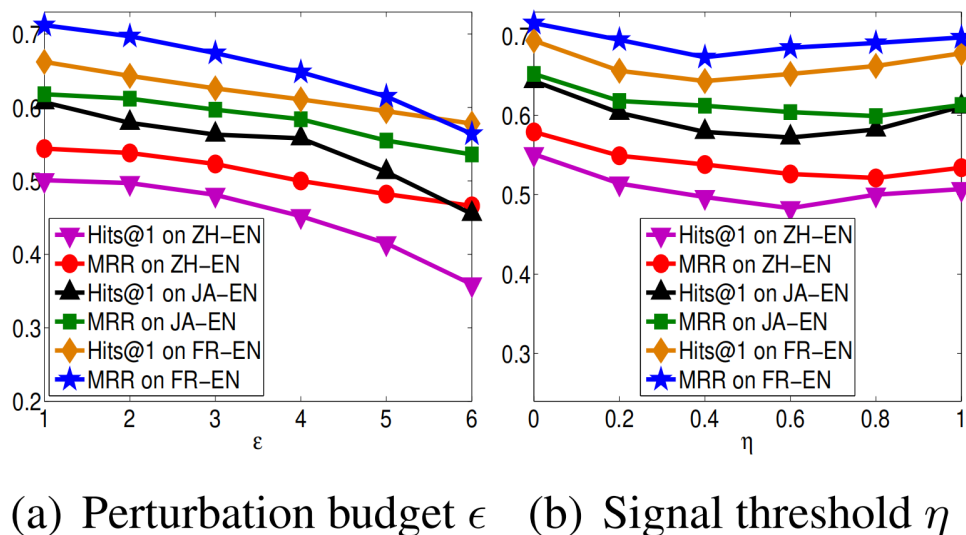 0.7
0.6
0.5
0.4
0.3
0.2
1 2 3 4 5 6
ε
Hits@1 on ZH-EN
MRR on ZH-EN
Hits@1 on JA-EN
MRR on JA-EN
Hits@1 on FR-EN
MRR on FR-EN
0.7
0.6
0.5
0.4
0.3
0 0.2 0.4 0.6 0.8 1
η
Hits@1 on ZH-EN
MRR on ZH-EN
Hits@1 on JA-EN
MRR on JA-EN
Hits@1 on FR-EN
MRR on FR-EN
(a) Perturbation budget ϵ
(b) Signal threshold η